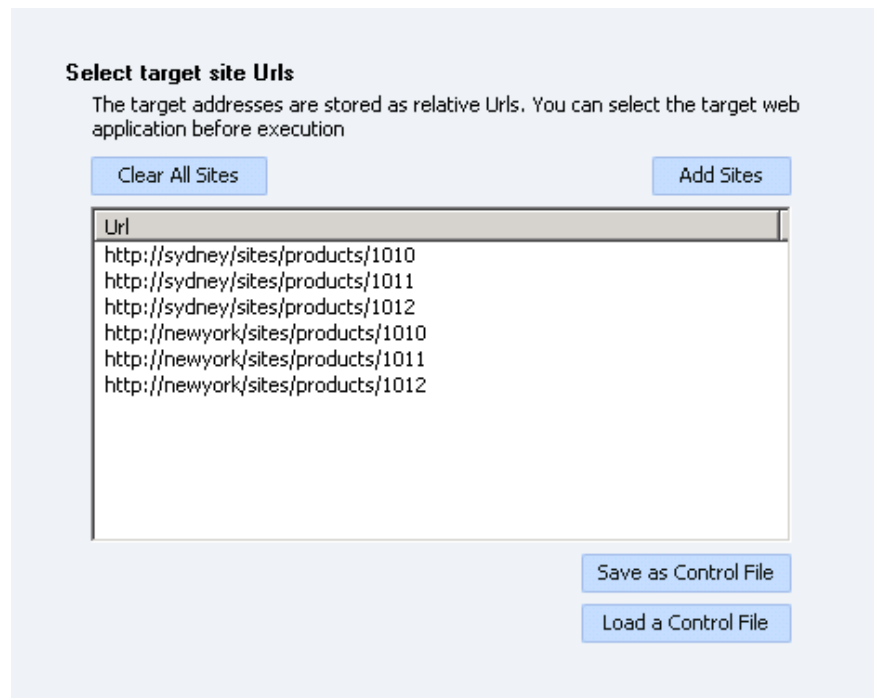 Select target site Urls
The target addresses are stored as relative Urls. You can select the target web
application before execution
Clear All Sites
Add Sites
Url
http://sydney/sites/products/1010
http://sydney/sites/products/1011
http://sydney/sites/products/1012
http://newyork/sites/products/1010
http://newyork/sites/products/1011
http://newyork/sites/products/1012
Save as Control File
Load a Control File